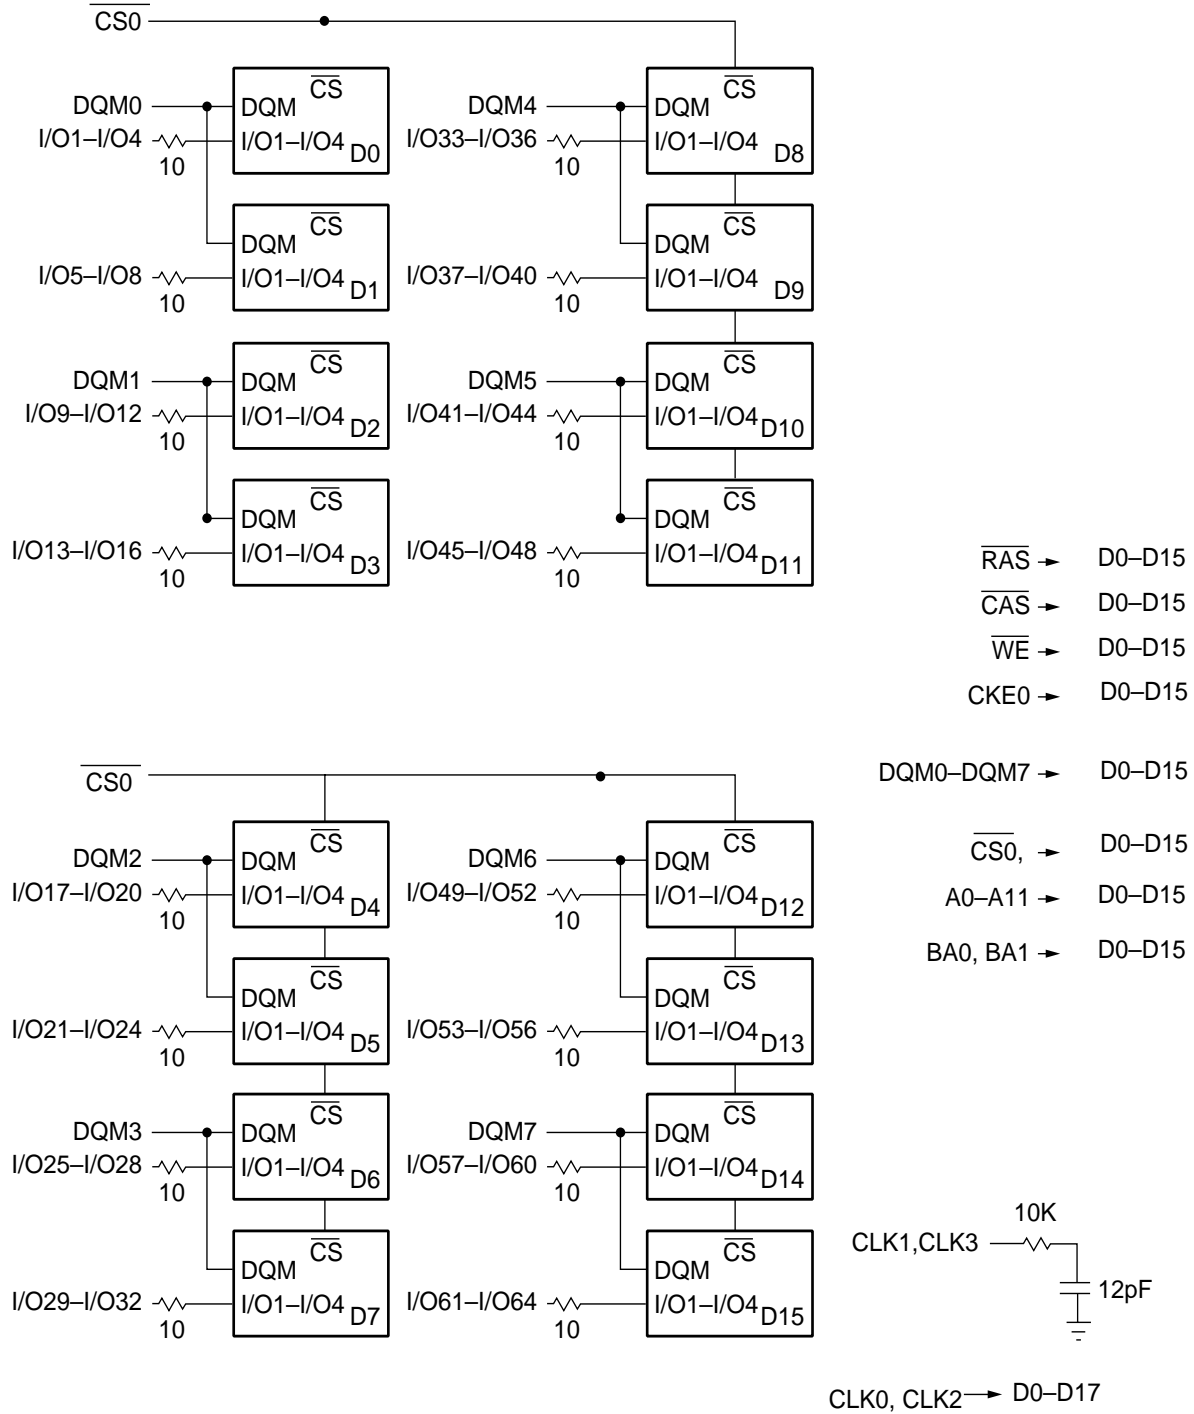 CS0
CS CS
DQM0 DQM DQM4 DQM
I/O1–I/O4 I/O1–I/O4 D0 I/O33–I/O36 I/O1–I/O4 D8
10 10
CS CS
DQM DQM
I/O5–I/O8 I/O1–I/O4 D1 I/O37–I/O40 I/O1–I/O4 D9
10 10
CS CS
DQM1 DQM DQM5 DQM
I/O9–I/O12 I/O1–I/O4 D2 I/O41–I/O44 I/O1–I/O4 D10
10 10
CS CS
DQM DQM
I/O13–I/O16 I/O1–I/O4 D3 I/O45–I/O48 I/O1–I/O4 D11
10 10
RAS D0–D15
CAS D0–D15
WE D0–D15
CKE0 D0–D15
DQM0–DQM7 D0–D15
CS0, D0–D15
A0–A11 D0–D15
BA0, BA1 D0–D15
CS0
CS CS
DQM2 DQM DQM6 DQM
I/O17–I/O20 I/O1–I/O4 D4 I/O49–I/O52 I/O1–I/O4 D12
10 10
CS CS
DQM DQM
I/O21–I/O24 I/O1–I/O4 D5 I/O53–I/O56 I/O1–I/O4 D13
10 10
CS CS
DQM3 DQM DQM7 DQM
I/O25–I/O28 I/O1–I/O4 D6 I/O57–I/O60 I/O1–I/O4 D14
10 10
CS CS
DQM DQM
I/O29–I/O32 I/O1–I/O4 D7 I/O61–I/O64 I/O1–I/O4 D15
10 10
10K
CLK1,CLK3
12pF
CLK0, CLK2 D0–D17